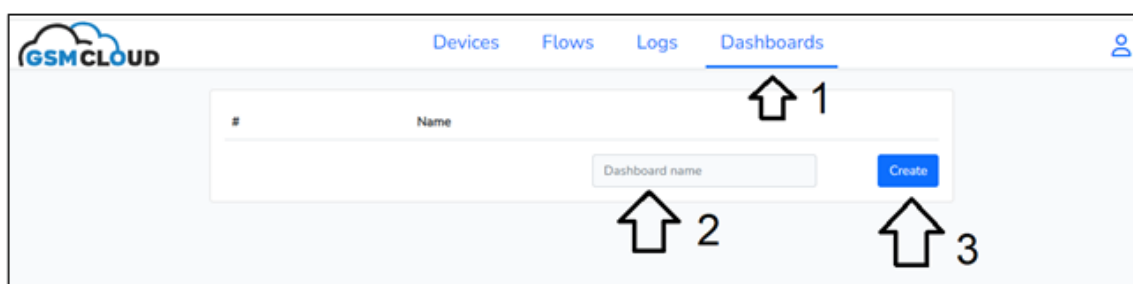 GSMCLOUD Devices Flows Logs Dashboards
1
# Name
Dashboard name Create
2 3